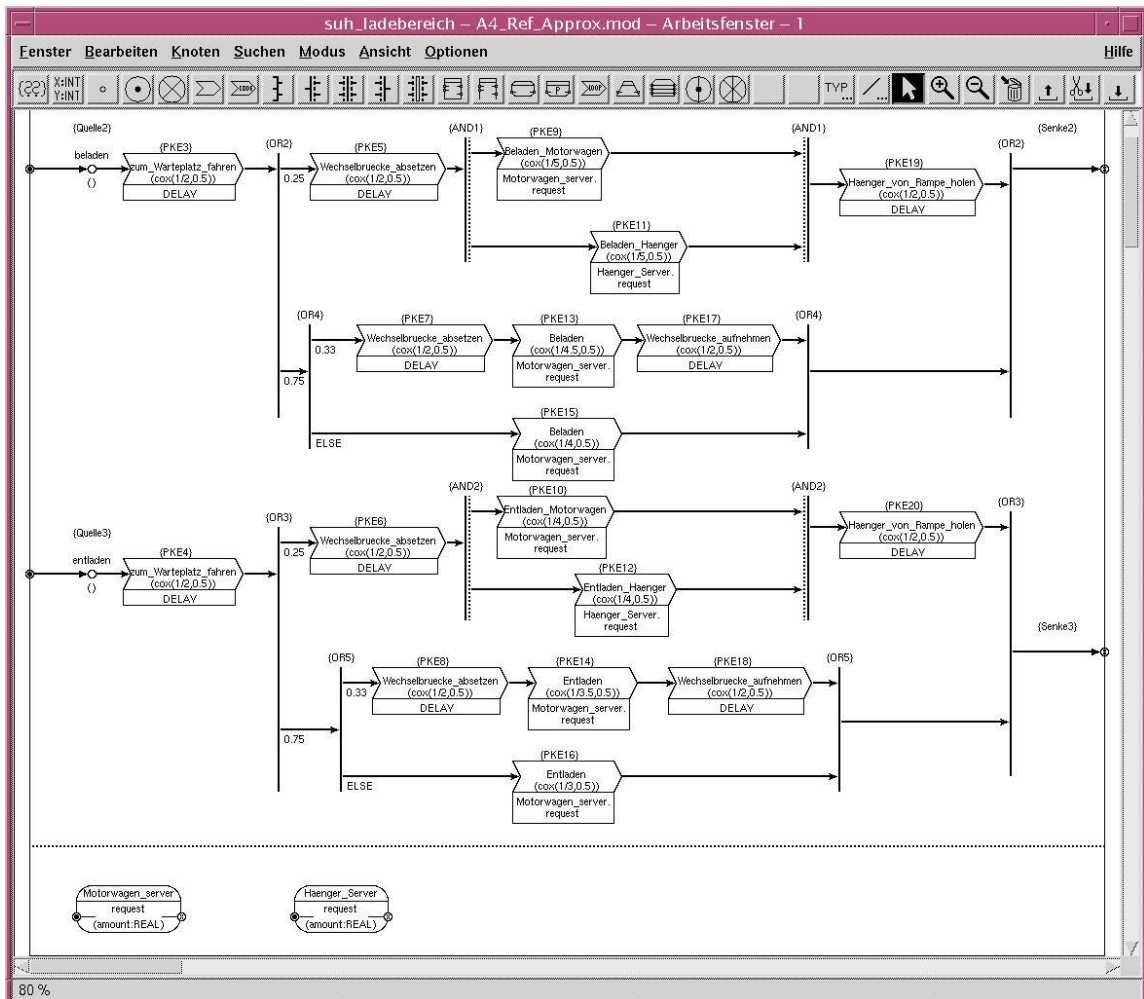 suh_ladebereich – A4_Ref_Approx.mod – Arbeitsfenster – 1
Fenster Bearbeiten Knoten Suchen Modus Ansicht Optionen Hilfe
{??} X:INT
Y:INT
CODE
P
LOOP
TYP...
{Quelle2}
beladen
()
{PKE3}
zum_Warteplatz_fahren
(cox(1/2,0.5))
DELAY
{OR2}
0.25
{PKE5}
Wechselbruecke_absetzen
(cox(1/2,0.5))
DELAY
{AND1}
{PKE9}
Beladen_Motorwagen
(cox(1/5,0.5))
Motorwagen_server.
request
{PKE11}
Beladen_Haenger
(cox(1/5,0.5))
Haenger_Server.
request
{AND1}
{PKE19}
Haenger_von_Rampe_holen
(cox(1/2,0.5))
DELAY
{OR2}
{Senke2}
0.75
{OR4}
0.33
{PKE7}
Wechselbruecke_absetzen
(cox(1/2,0.5))
DELAY
{PKE13}
Beladen
(cox(1/4.5,0.5))
Motorwagen_server.
request
{PKE17}
Wechselbruecke_aufnehmen
(cox(1/2,0.5))
DELAY
{OR4}
ELSE
{PKE15}
Beladen
(cox(1/4,0.5))
Motorwagen_server.
request
{Quelle3}
entladen
()
{PKE4}
zum_Warteplatz_fahren
(cox(1/2,0.5))
DELAY
{OR3}
0.25
{PKE6}
Wechselbruecke_absetzen
(cox(1/2,0.5))
DELAY
{AND2}
{PKE10}
Entladen_Motorwagen
(cox(1/4,0.5))
Motorwagen_server.
request
{PKE12}
Entladen_Haenger
(cox(1/4,0.5))
Haenger_Server.
request
{AND2}
{PKE20}
Haenger_von_Rampe_holen
(cox(1/2,0.5))
DELAY
{OR3}
{Senke3}
0.75
{OR5}
0.33
{PKE8}
Wechselbruecke_absetzen
(cox(1/2,0.5))
DELAY
{PKE14}
Entladen
(cox(1/3.5,0.5))
Motorwagen_server.
request
{PKE18}
Wechselbruecke_aufnehmen
(cox(1/2,0.5))
DELAY
{OR5}
ELSE
{PKE16}
Entladen
(cox(1/3,0.5))
Motorwagen_server.
request
Motorwagen_server
request
(amount:REAL)
Haenger_Server
request
(amount:REAL)
80 %